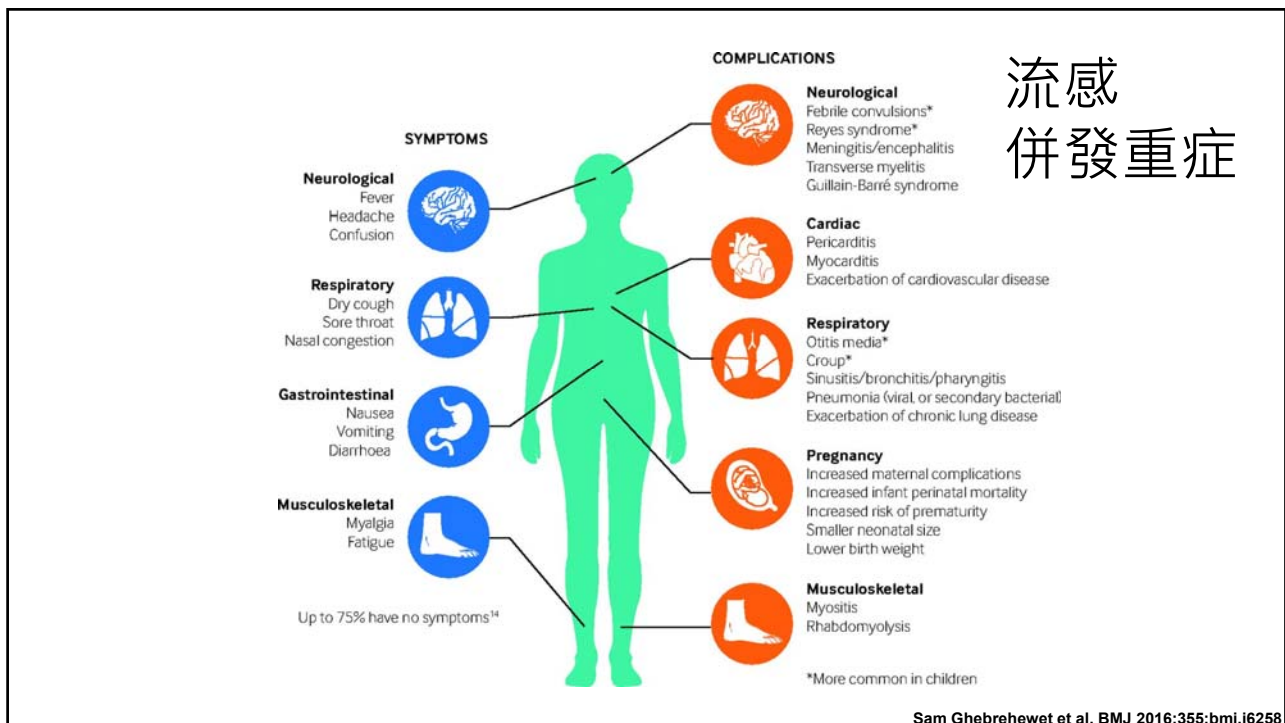 流感
併發重症
SYMPTOMS
Neurological
Fever
Headache
Confusion
Respiratory
Dry cough
Sore throat
Nasal congestion
Gastrointestinal
Nausea
Vomiting
Diarrhoea
Musculoskeletal
Myalgia
Fatigue
Up to 75% have no symptoms¹⁴
COMPLICATIONS
Neurological
Febrile convulsions*
Reyes syndrome*
Meningitis/encephalitis
Transverse myelitis
Guillain-Barré syndrome
Cardiac
Pericarditis
Myocarditis
Exacerbation of cardiovascular disease
Respiratory
Otitis media*
Croup*
Sinusitis/bronchitis/pharyngitis
Pneumonia (viral, or secondary bacterial)
Exacerbation of chronic lung disease
Pregnancy
Increased maternal complications
Increased infant perinatal mortality
Increased risk of prematurity
Smaller neonatal size
Lower birth weight
Musculoskeletal
Myositis
Rhabdomyolysis
*More common in children
Sam Ghebrehewet et al. BMJ 2016;355:bmj.i6258